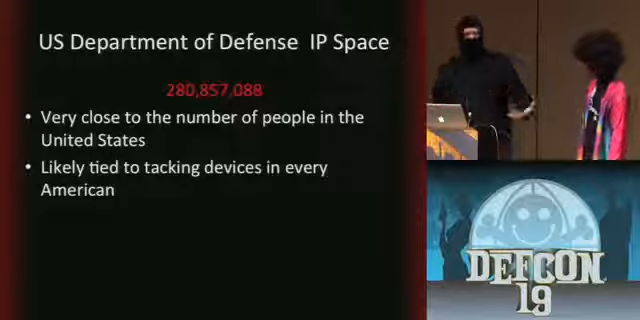 US Department of Defense IP Space
280,857,088
• Very close to the number of people in the
United States
• Likely tied to tacking devices in every
American
DEFCON
19